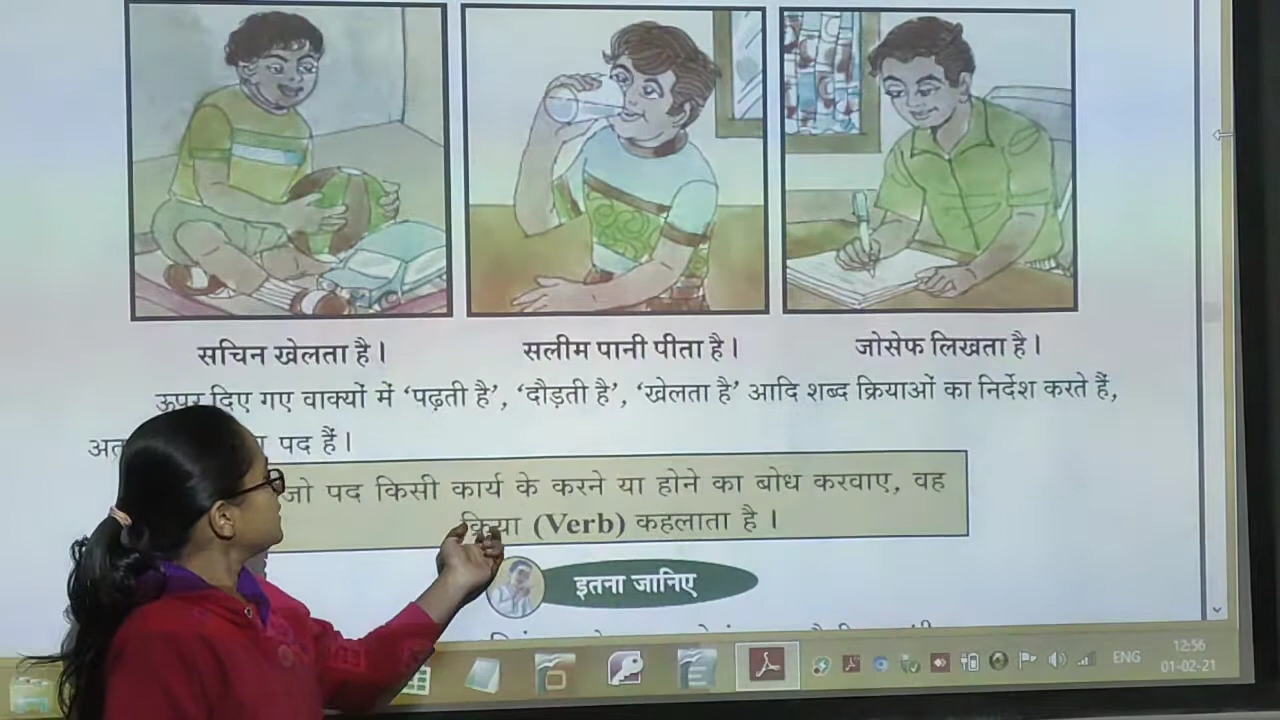 सचिन खेलता है।
सलीम पानी पीता है।
जोसेफ लिखता है।
ऊपर दिए गए वाक्यों में ‘पढ़ती है’, ‘दौड़ती है’, ‘खेलता है’ आदि शब्द क्रियाओं का निर्देश करते हैं,
पद हैं।
जो पद किसी कार्य के करने या होने का बोध करवाए, वह
क्रिया (Verb) कहलाता है।
इतना जानिए
ENG
12:56
01-02-21